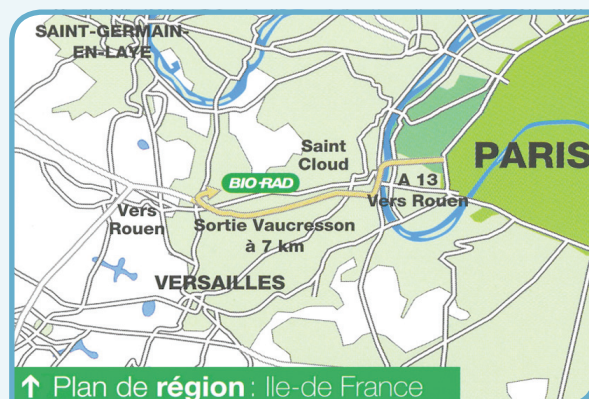 SAINT-GERMAIN-
EN-LAYE
Saint
Cloud
PARIS
BIO-RAD
A 13
Vers Rouen
Vers
Rouen
Sortie Vaucresson
à 7 km
VERSAILLES
↑ Plan de région : Ile-de France